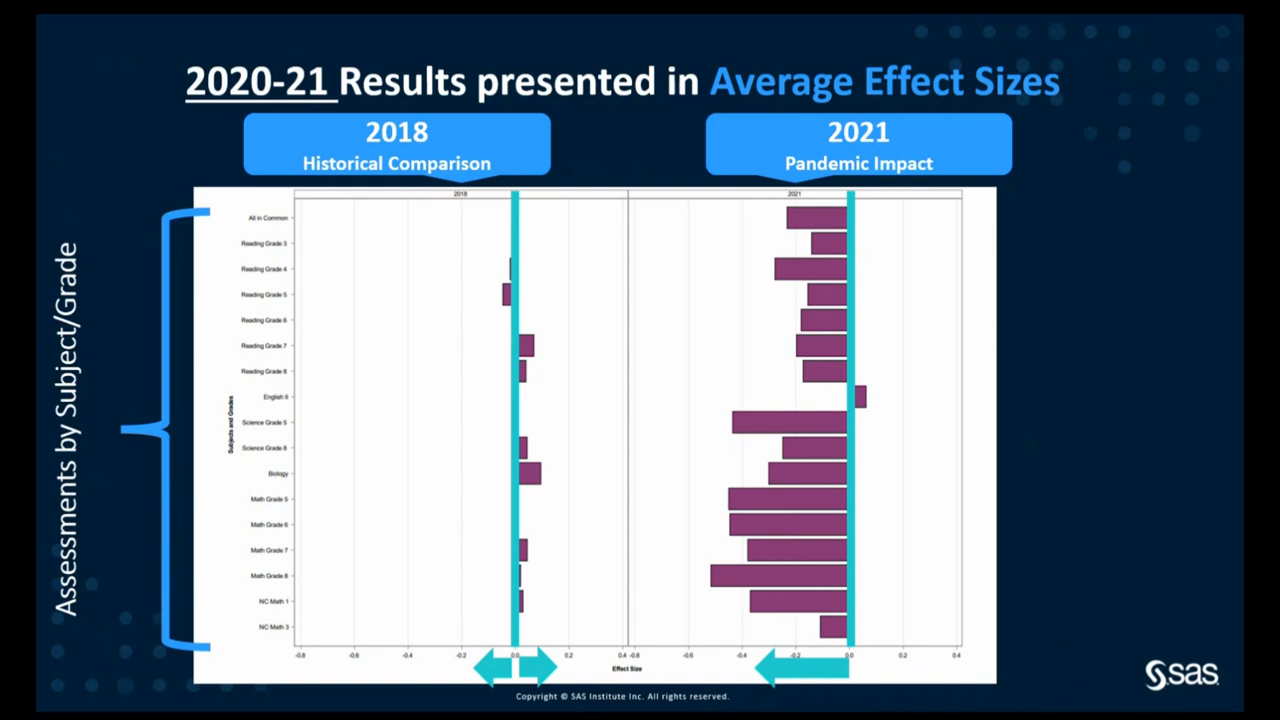 2020-21 Results presented in Average Effect Sizes
2018
Historical Comparison
2021
Pandemic Impact
2018
2021
Assessments by Subject/Grade
Subjects and Grades
All in Common
Reading Grade 3
Reading Grade 4
Reading Grade 5
Reading Grade 6
Reading Grade 7
Reading Grade 8
English II
Science Grade 5
Science Grade 8
Biology
Math Grade 5
Math Grade 6
Math Grade 7
Math Grade 8
NC Math 1
NC Math 3
-0.8 -0.6 -0.4 -0.2 0.0 0.2 0.4 -0.8 -0.6 -0.4 -0.2 0.0 0.2 0.4
Effect Size
sas
Copyright © SAS Institute Inc. All rights reserved.